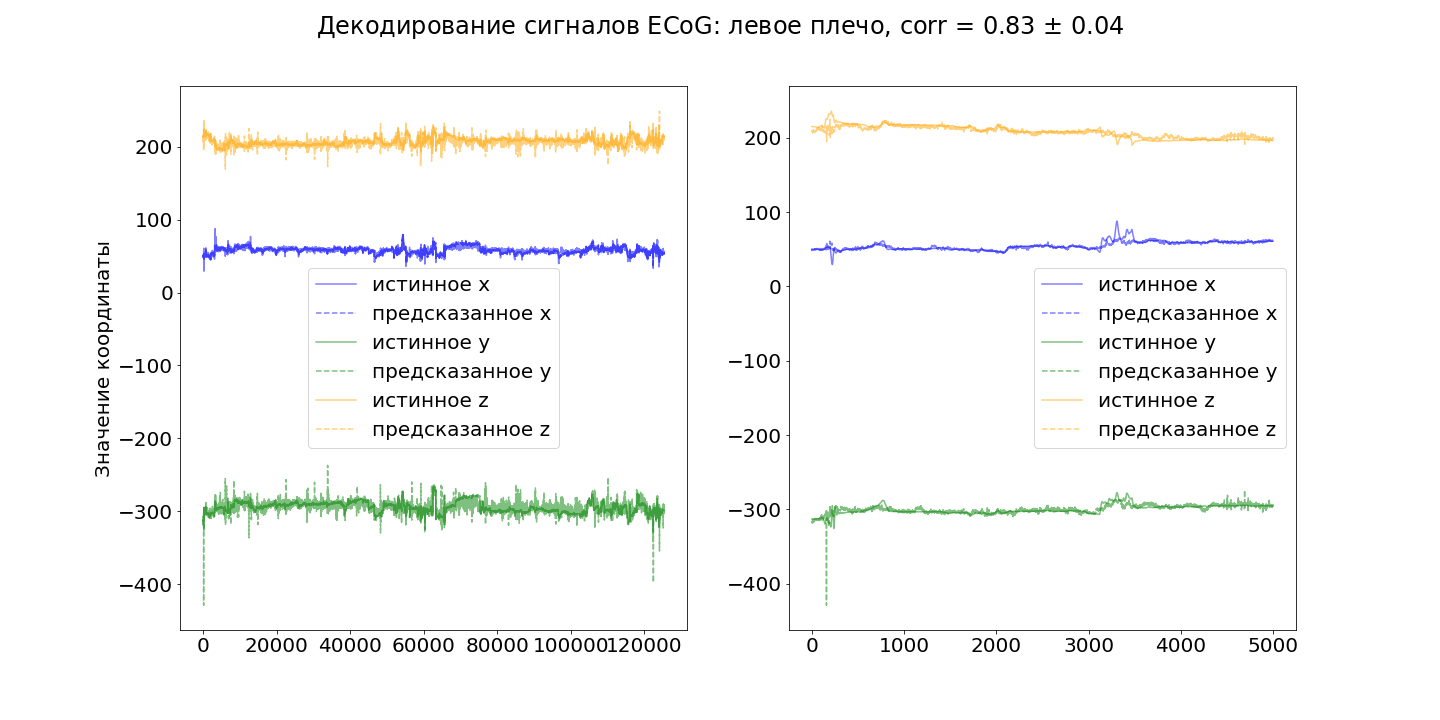 Декодирование сигналов ECoG: левое плечо, corr = 0.83 ± 0.04
Значение координаты
200
100
0
−100
−200
−300
−400
0 20000 40000 60000 80000 100000 120000
истинное x
предсказанное x
истинное y
предсказанное y
истинное z
предсказанное z
200
100
0
−100
−200
−300
−400
0 1000 2000 3000 4000 5000
истинное x
предсказанное x
истинное y
предсказанное y
истинное z
предсказанное z